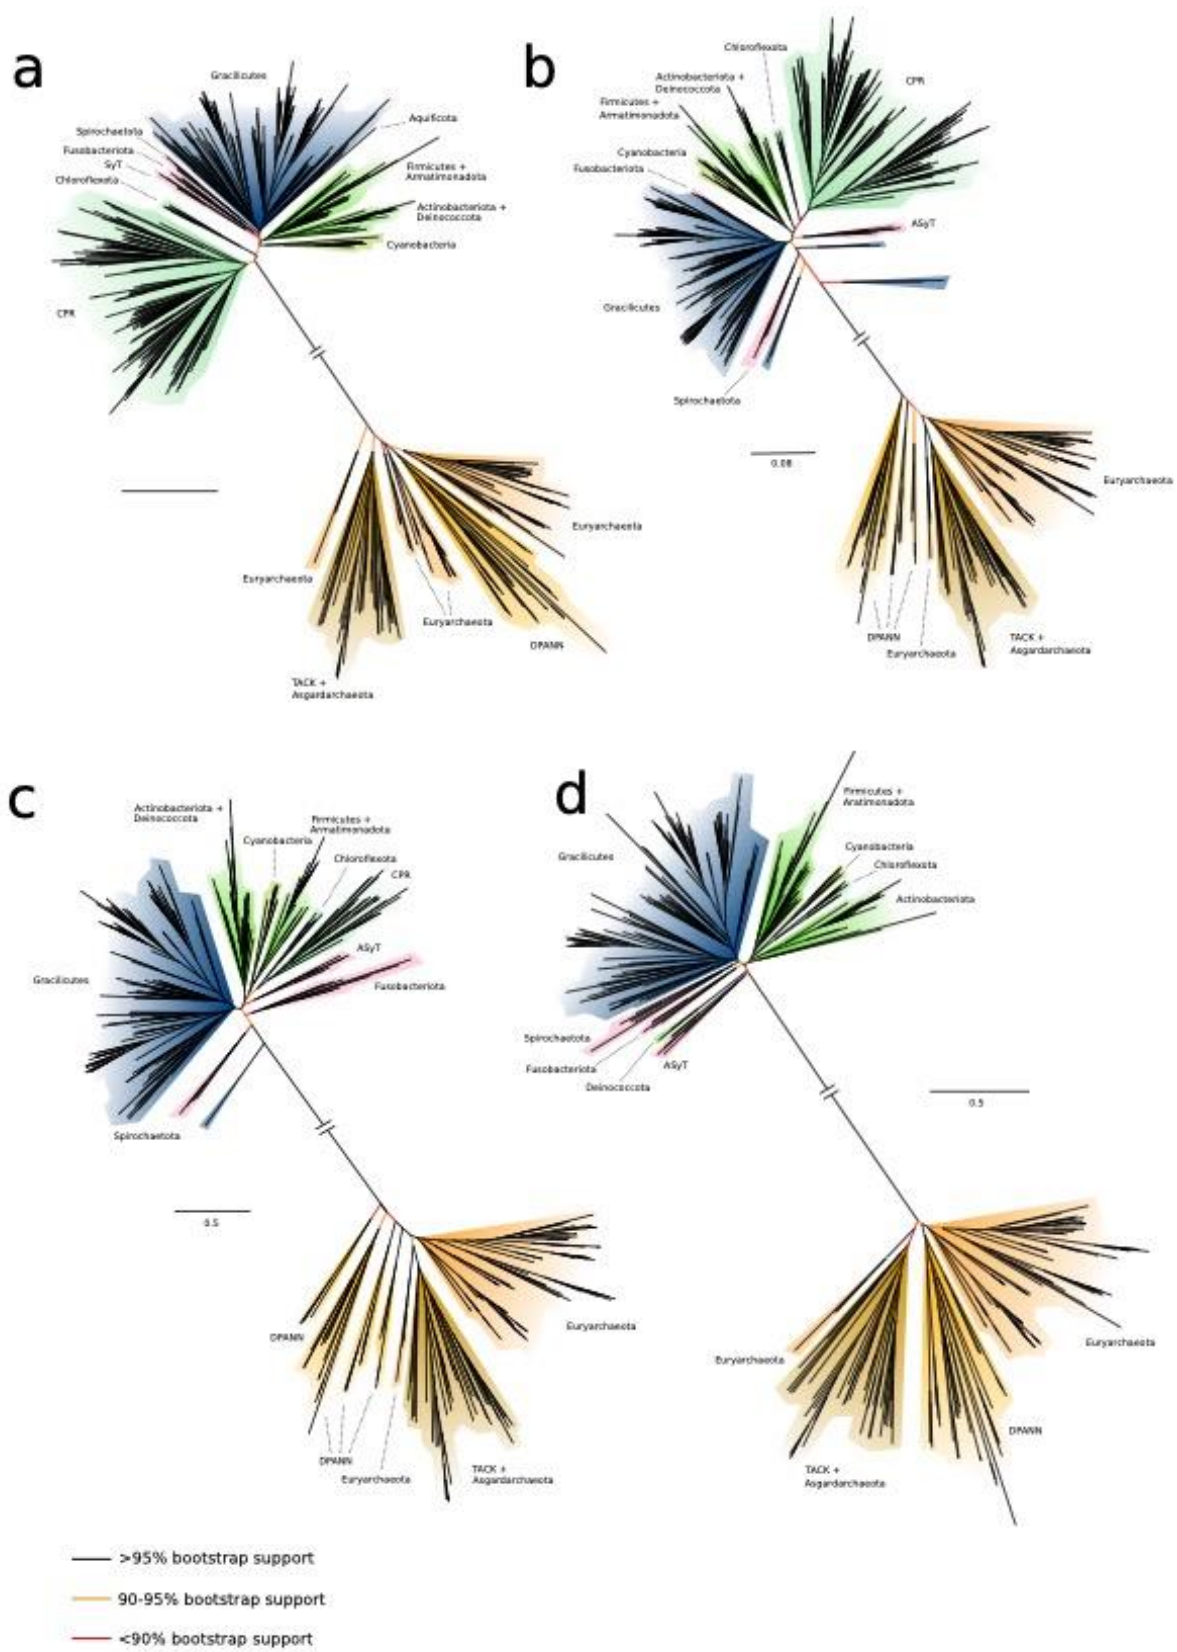 a
Gracilicutes
Spirochaetota
Aquificota
Fusobacteriota
SyT
Chloroflexota
Firmicutes +
Armatimonadota
Actinobacteriota +
Deinococcota
Cyanobacteria
CPR
Euryarchaeota
Euryarchaeota
Euryarchaeota
DPANN
TACK +
Asgardarchaeota
b
Chloroflexota
Actinobacteriota +
Deinococcota
CPR
Firmicutes +
Armatimonadota
Cyanobacteria
Fusobacteriota
ASyT
Gracilicutes
Spirochaetota
0.08
Euryarchaeota
DPANN
Euryarchaeota
TACK +
Asgardarchaeota
c
Actinobacteriota +
Deinococcota
Cyanobacteria
Firmicutes +
Armatimonadota
Chloroflexota
CPR
ASyT
Fusobacteriota
Gracilicutes
Spirochaetota
0.5
Euryarchaeota
DPANN
DPANN
Euryarchaeota
TACK +
Asgardarchaeota
d
Firmicutes +
Aratimonadota
Gracilicutes
Cyanobacteria
Chloroflexota
Actinobacteriota
Spirochaetota
Fusobacteriota
ASyT
Deinococcota
0.5
Euryarchaeota
Euryarchaeota
DPANN
TACK +
Asgardarchaeota
>95% bootstrap support
90-95% bootstrap support
<90% bootstrap support